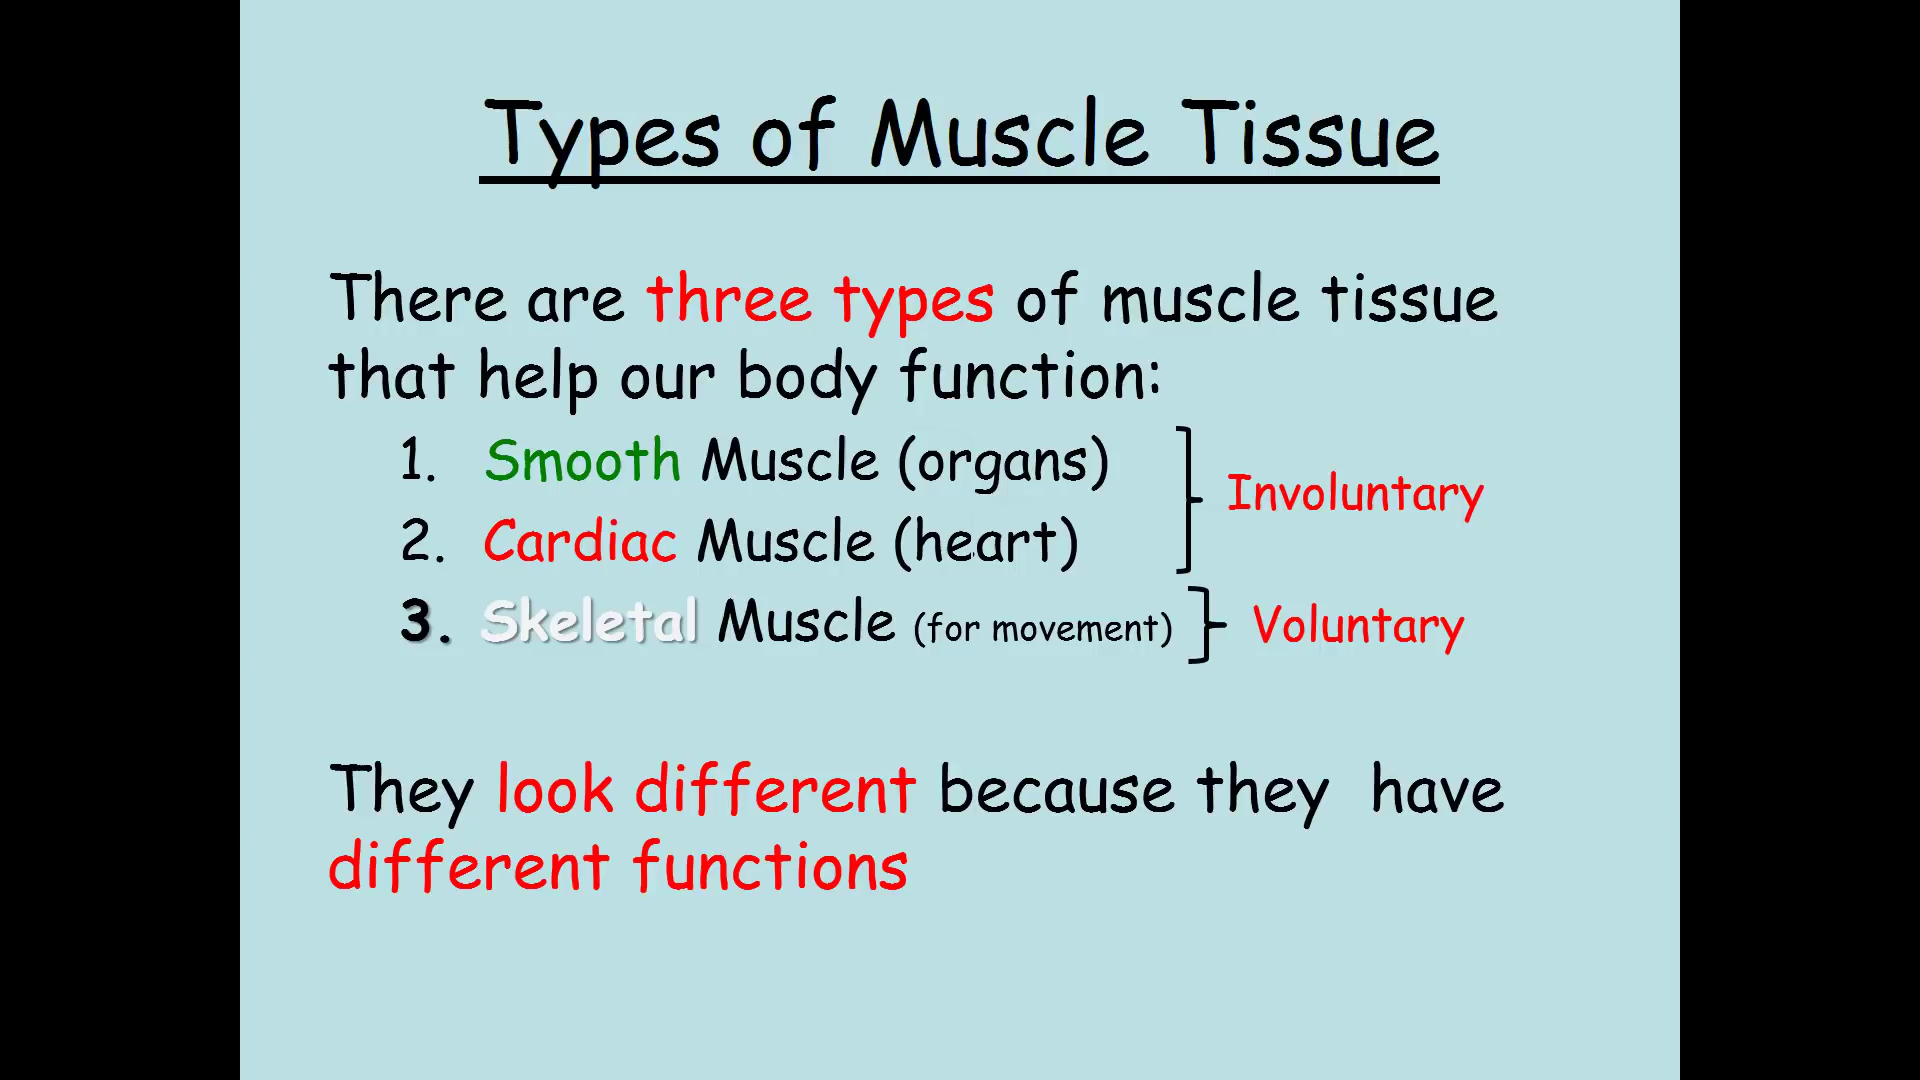 Types of Muscle Tissue
There are three types of muscle tissue
that help our body function:
1. Smooth Muscle (organs)
2. Cardiac Muscle (heart)
Involuntary
3. Skeletal Muscle (for movement)
Voluntary
They look different because they  have
different functions